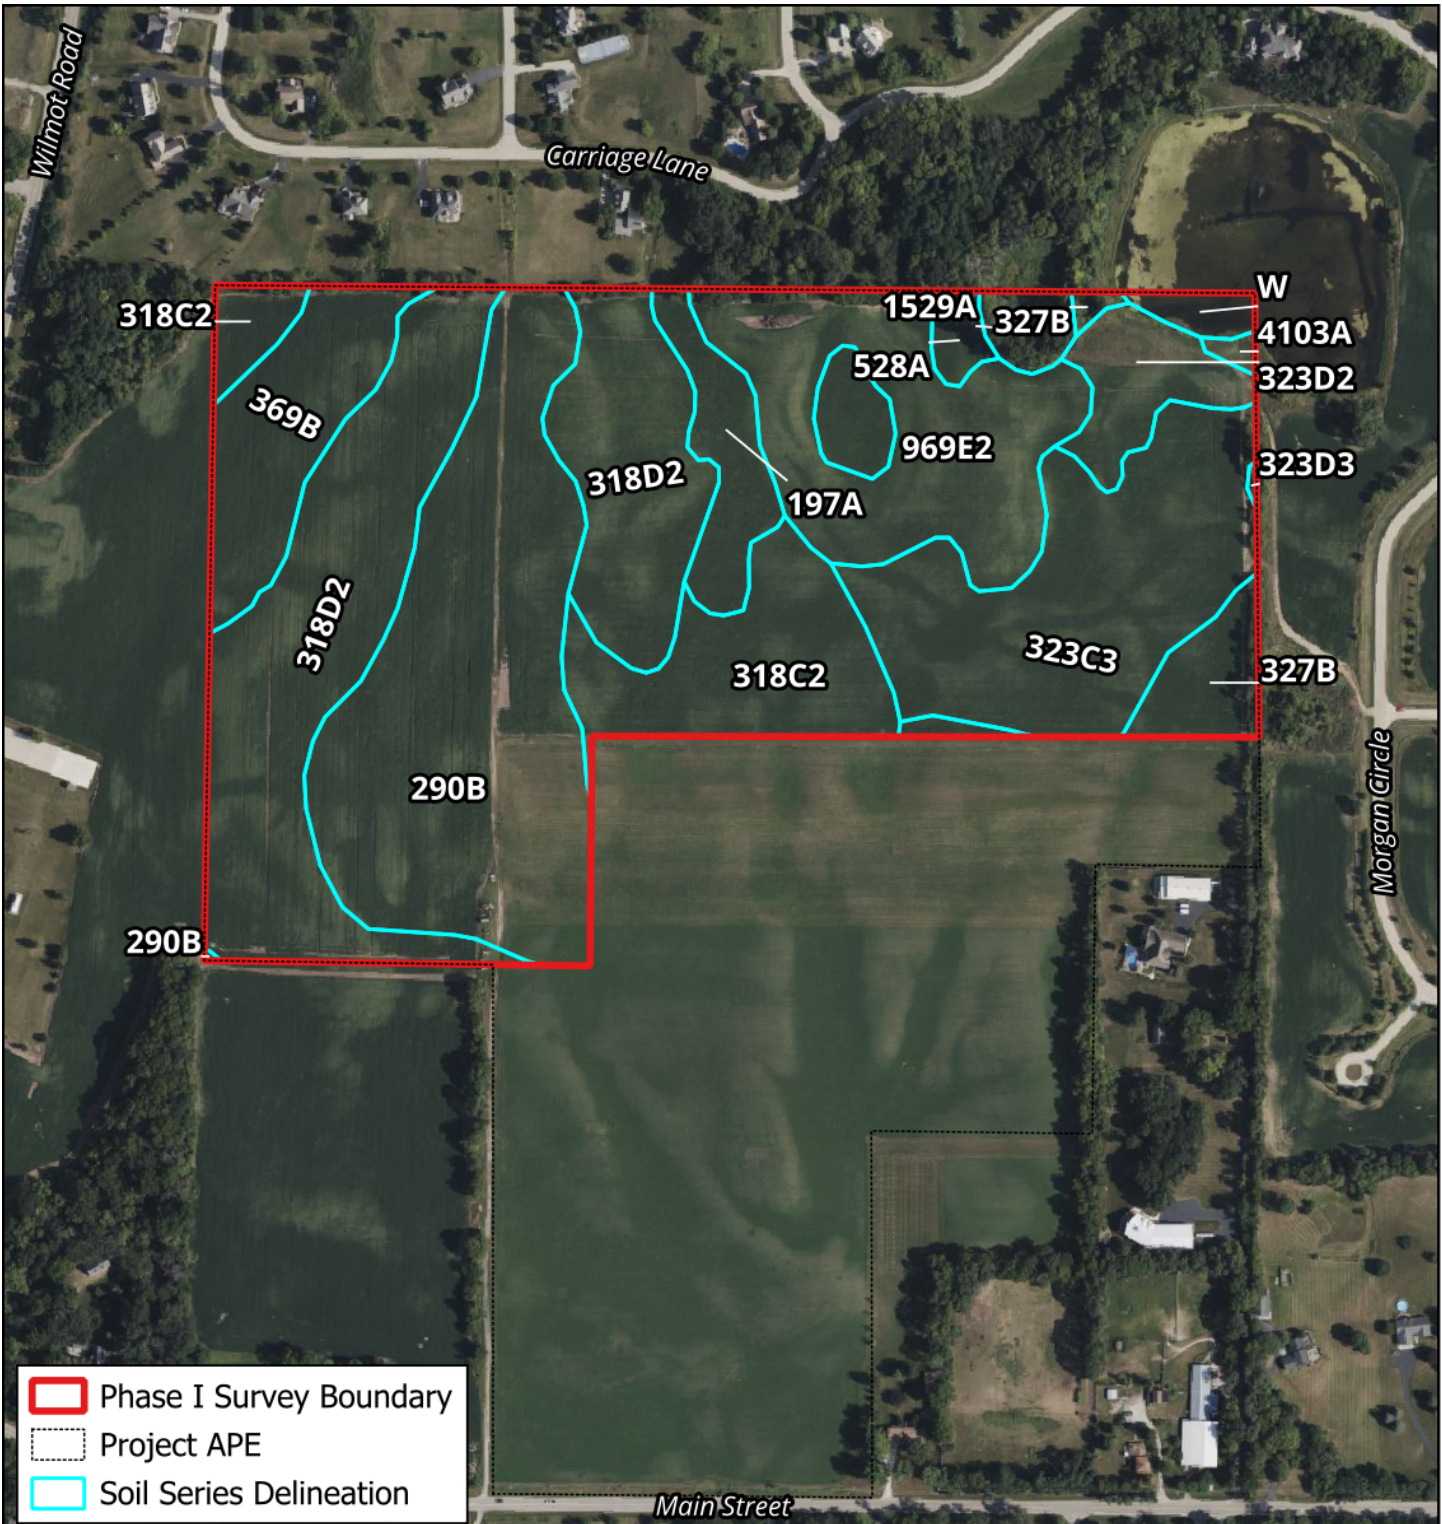 Wilmot Road
Carriage Lane
W
318C2
1529A
327B
4103A
528A
323D2
369B
969E2
323D3
318D2
197A
318D2
323C3
318C2
327B
290B
Morgan Circle
290B
Phase I Survey Boundary
Project APE
Soil Series Delineation
Main Street